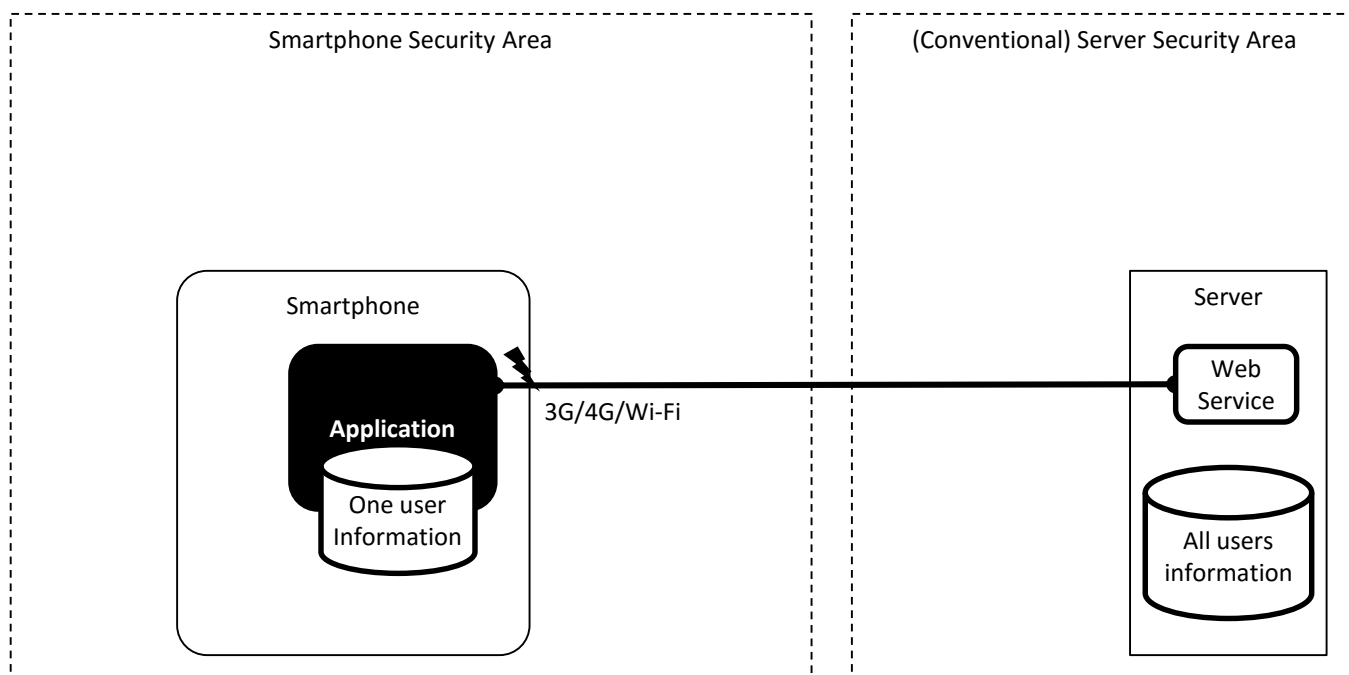 Smartphone Security Area
(Conventional) Server Security Area
Smartphone
Server
Application
3G/4G/Wi-Fi
Web
Service
One user
Information
All users
information